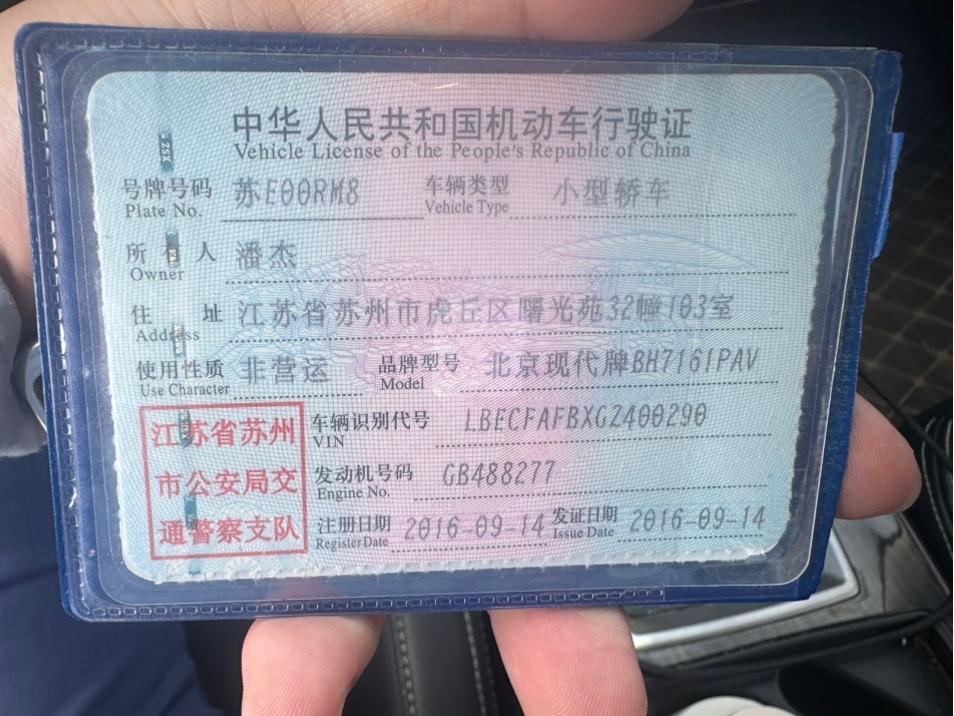 中华人民共和国机动车行驶证
Vehicle License of the People's Republic of China
号牌号码 苏E00RM8 车辆类型 小型轿车
Plate No. Vehicle Type
所有人 潘杰
Owner
住址 江苏省苏州市虎丘区曙光苑32幢103室
Address
使用性质 非营运 品牌型号 北京现代牌BH7161PAV
Use Character Model
江苏省苏州 车辆识别代号 LBECFAFBXGZ400290
VIN
市公安局交 发动机号码 GB488277
Engine No.
通警察支队 注册日期 2016-09-14 发证日期 2016-09-14
Register Date Issue Date